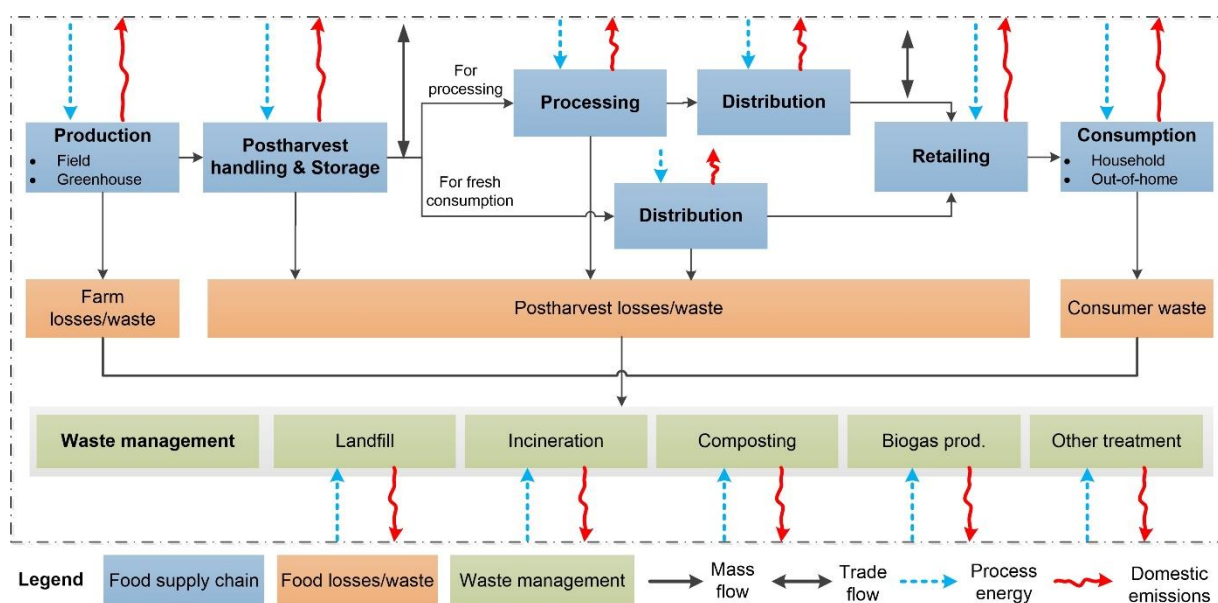 For
processing
Processing
Distribution
Production
• Field
• Greenhouse
Postharvest
handling & Storage
Retailing
Consumption
• Household
• Out-of-home
For fresh
consumption
Distribution
Farm
losses/waste
Postharvest losses/waste
Consumer waste
Waste management
Landfill
Incineration
Composting
Biogas prod.
Other treatment
Legend
Food supply chain
Food losses/waste
Waste management
Mass
flow
Trade
flow
Process
energy
Domestic
emissions